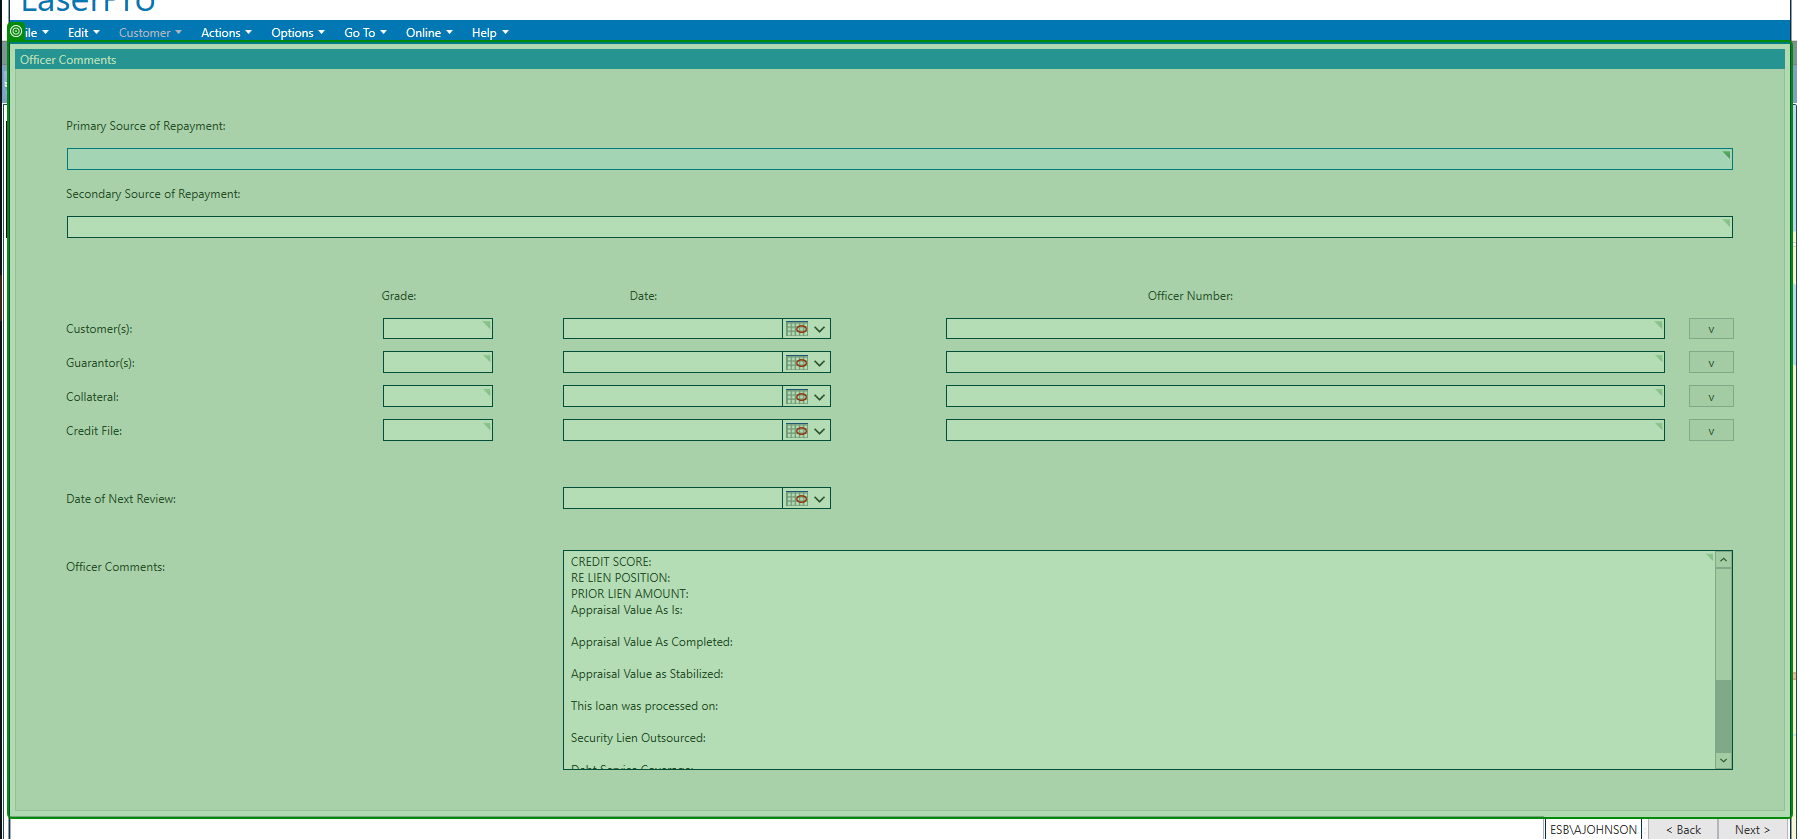 LaserPro
ile Edit Customer Actions Options Go To Online Help
Officer Comments
Primary Source of Repayment:
Secondary Source of Repayment:
Grade: Date: Officer Number:
Customer(s): v
Guarantor(s): v
Collateral: v
Credit File: v
Date of Next Review:
Officer Comments:
CREDIT SCORE:
RE LIEN POSITION:
PRIOR LIEN AMOUNT:
Appraisal Value As Is:
Appraisal Value As Completed:
Appraisal Value as Stabilized:
This loan was processed on:
Security Lien Outsourced:
Debt Service Coverage:
ESB\AJOHNSON < Back Next >